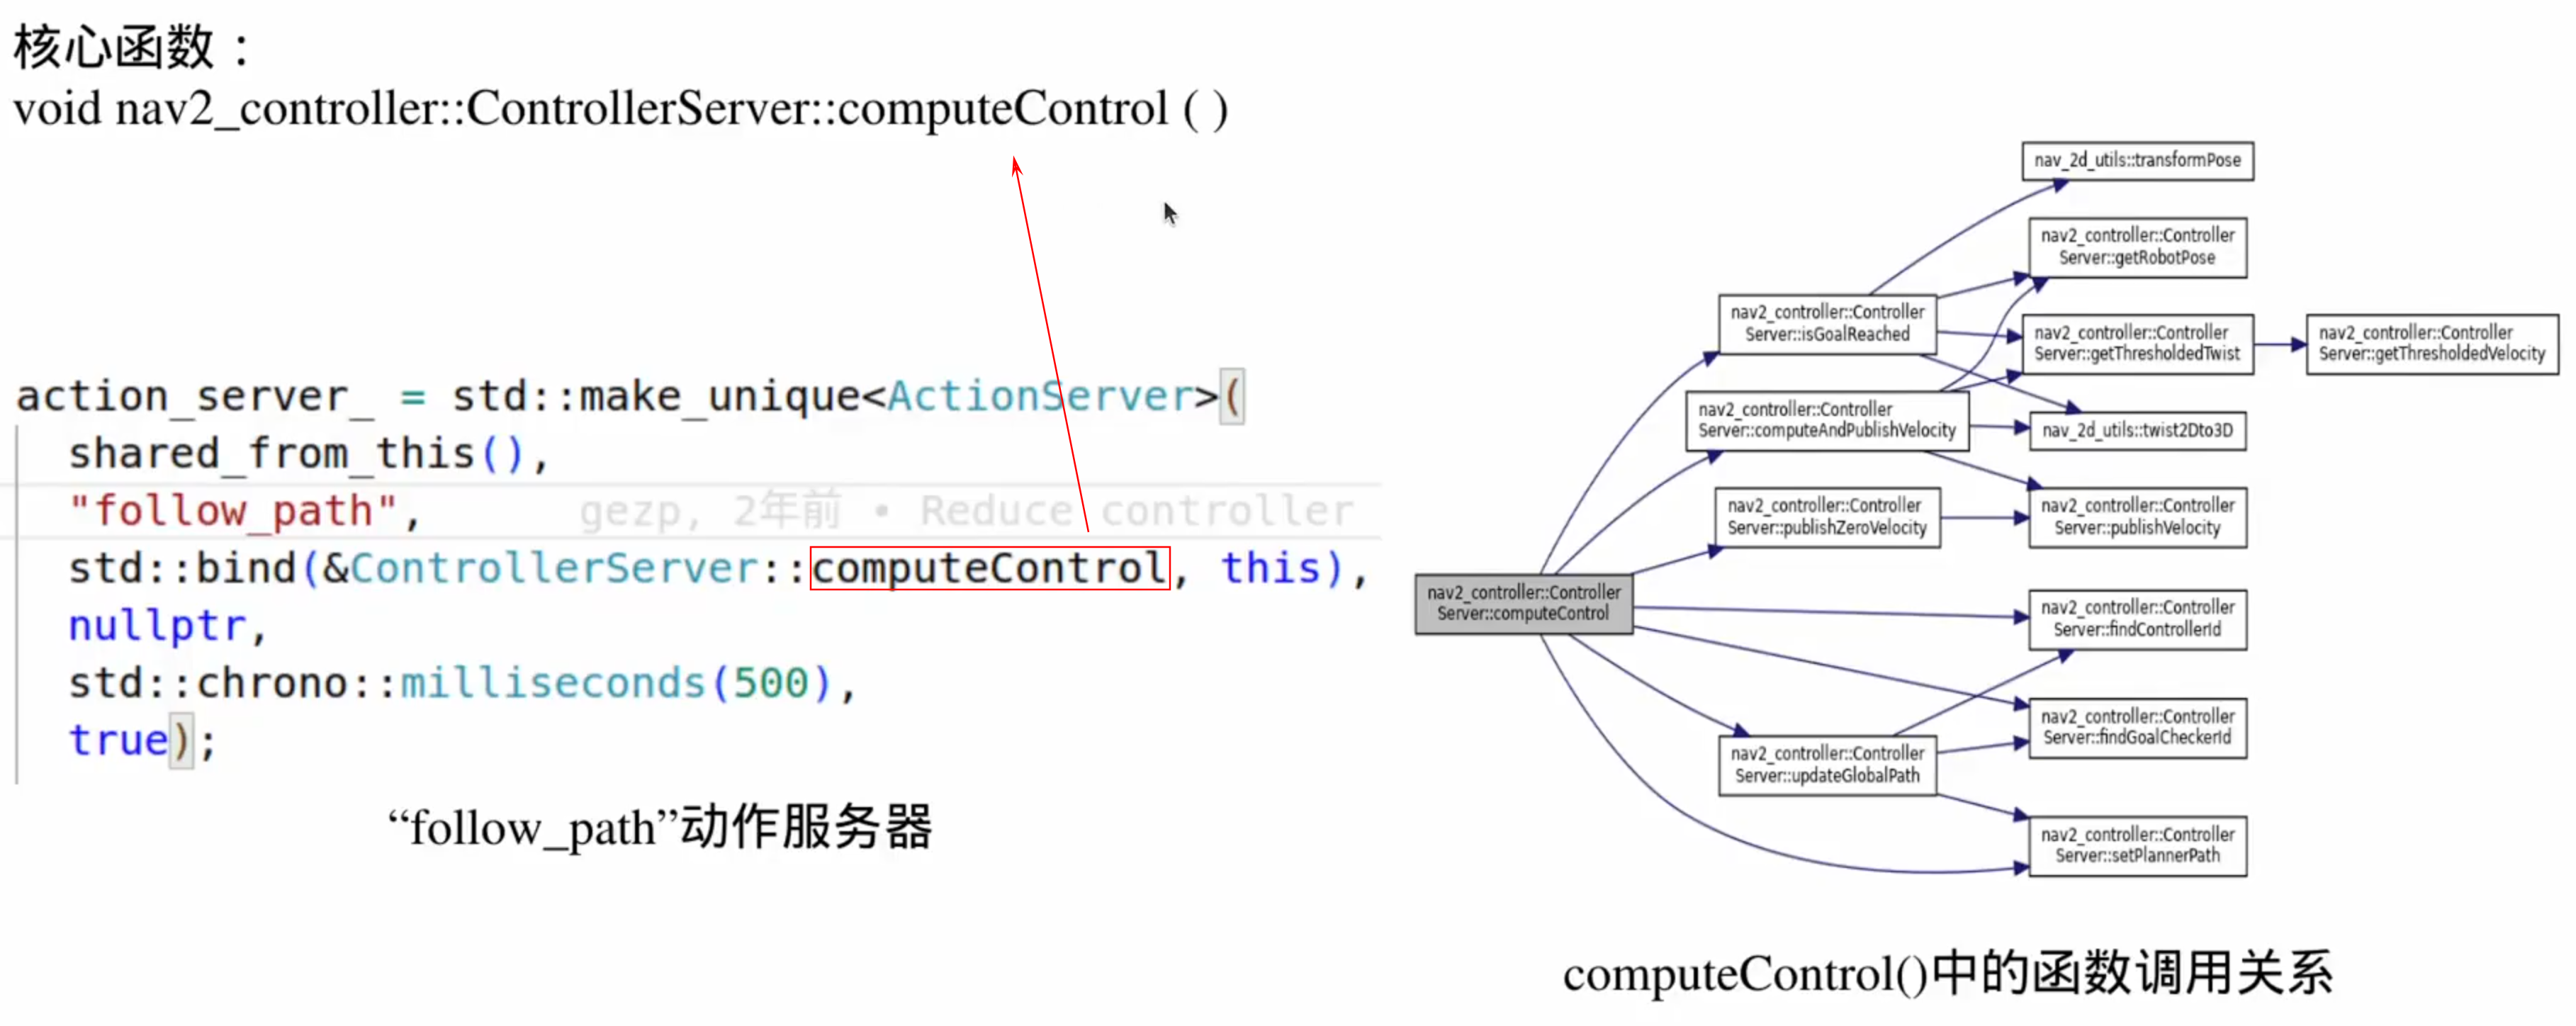 核心函数：
void nav2_controller::ControllerServer::computeControl ( )
action_server_ = std::make_unique<ActionServer>(
shared_from_this(),
"follow_path",
gezp, 2年前 • Reduce controller
std::bind(&ControllerServer::computeControl, this),
nullptr,
std::chrono::milliseconds(500),
true);
“follow_path”动作服务器
nav_2d_utils::transformPose
nav2_controller::Controller
Server::getRobotPose
nav2_controller::Controller
Server::isGoalReached
nav2_controller::Controller
Server::getThresholdedTwist
nav2_controller::Controller
Server::getThresholdedVelocity
nav2_controller::Controller
Server::computeAndPublishVelocity
nav_2d_utils::twist2Dto3D
nav2_controller::Controller
Server::publishZeroVelocity
nav2_controller::Controller
Server::publishVelocity
nav2_controller::Controller
Server::computeControl
nav2_controller::Controller
Server::findControllerId
nav2_controller::Controller
Server::findGoalCheckerId
nav2_controller::Controller
Server::updateGlobalPath
nav2_controller::Controller
Server::setPlannerPath
computeControl()中的函数调用关系